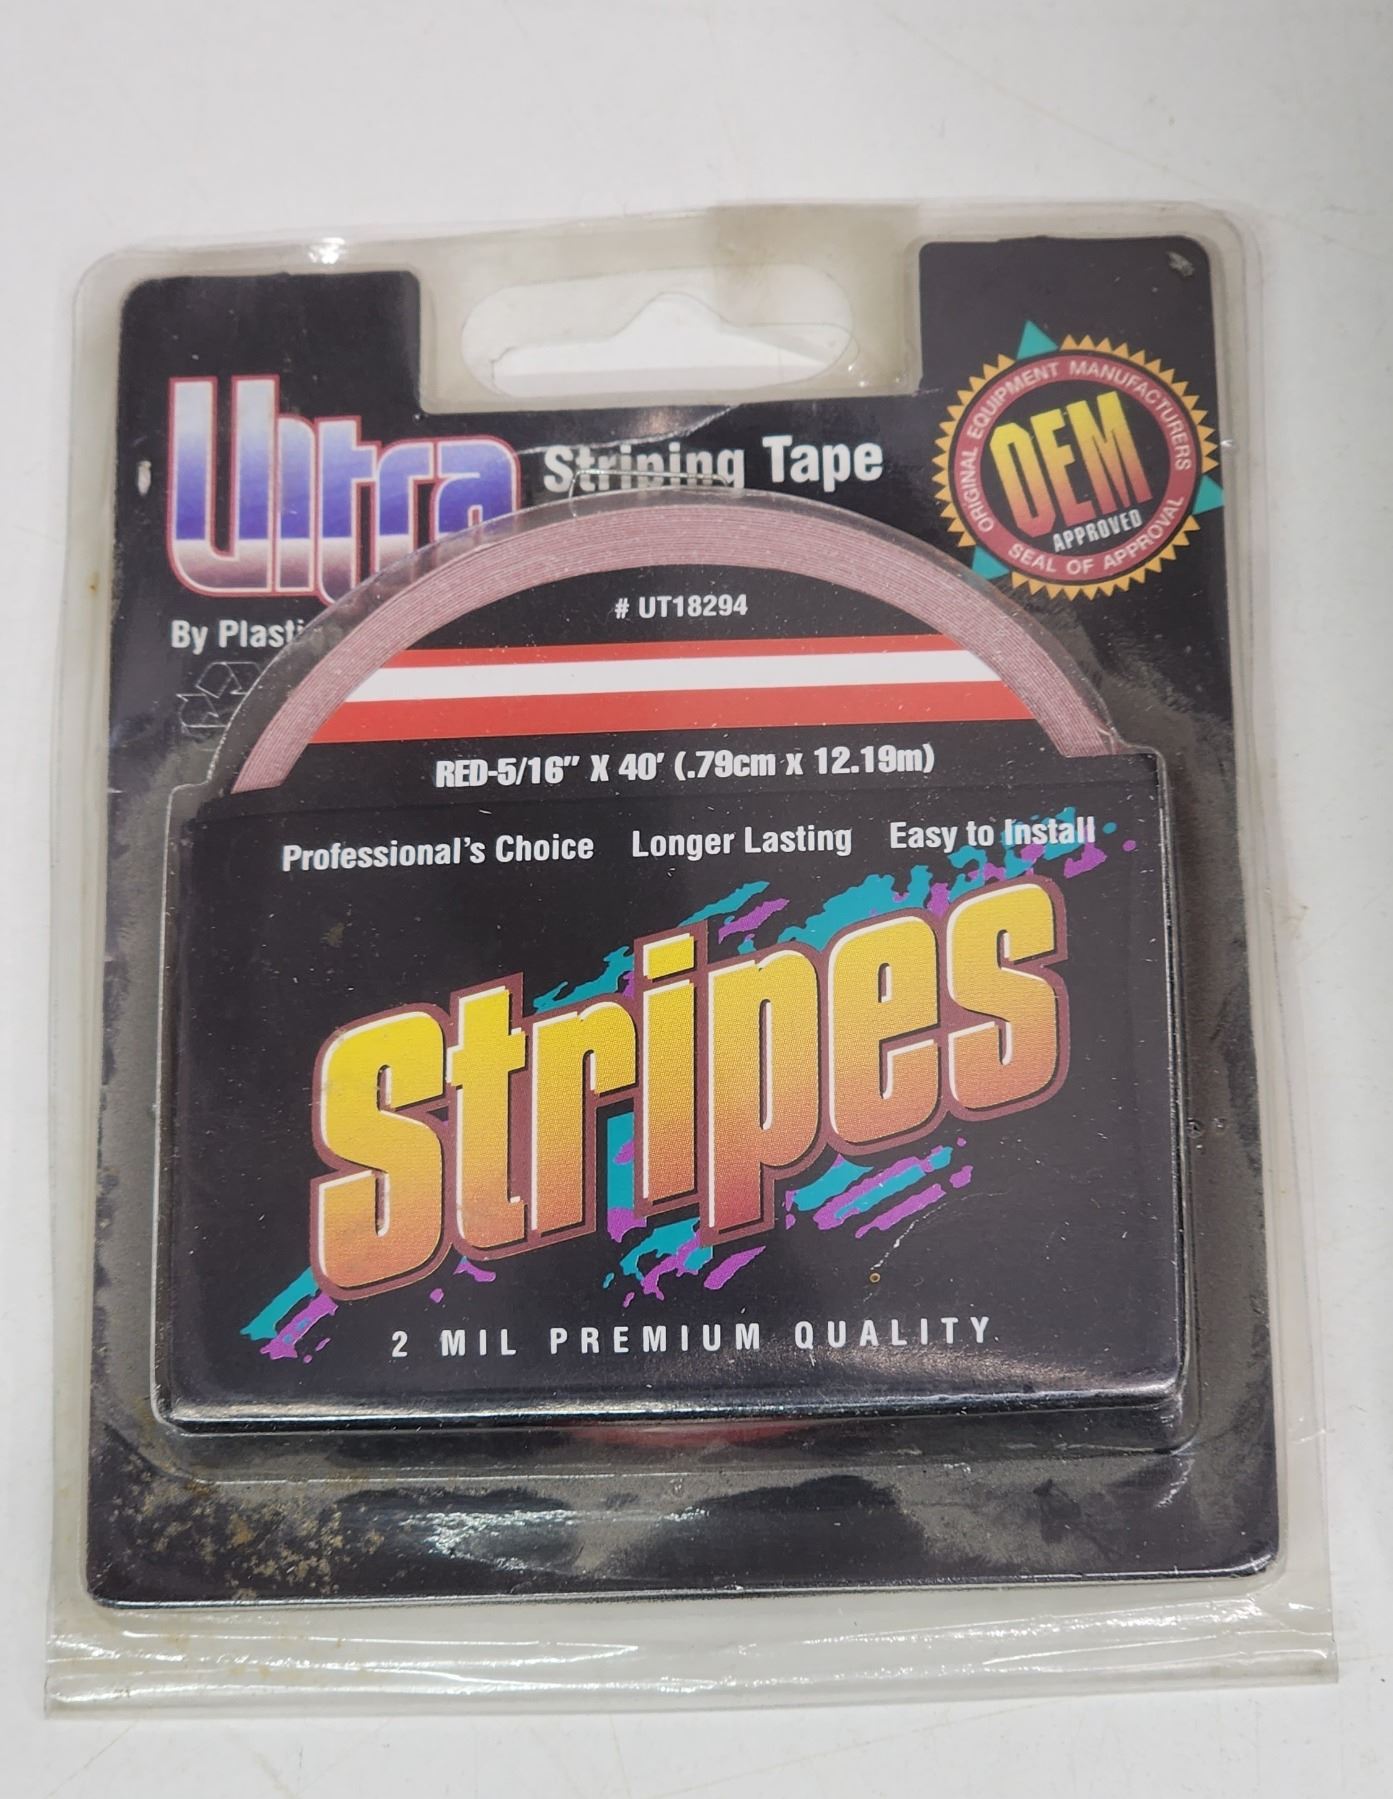 Ultra
Striping Tape
ORIGINAL EQUIPMENT MANUFACTURERS
OEM
APPROVED
SEAL OF APPROVAL
# UT18294
By
RED-5/16" X 40' (.79cm x 12.19m)
Professional's Choice Longer Lasting Easy to Install
Stripes
2 MIL PREMIUM QUALITY